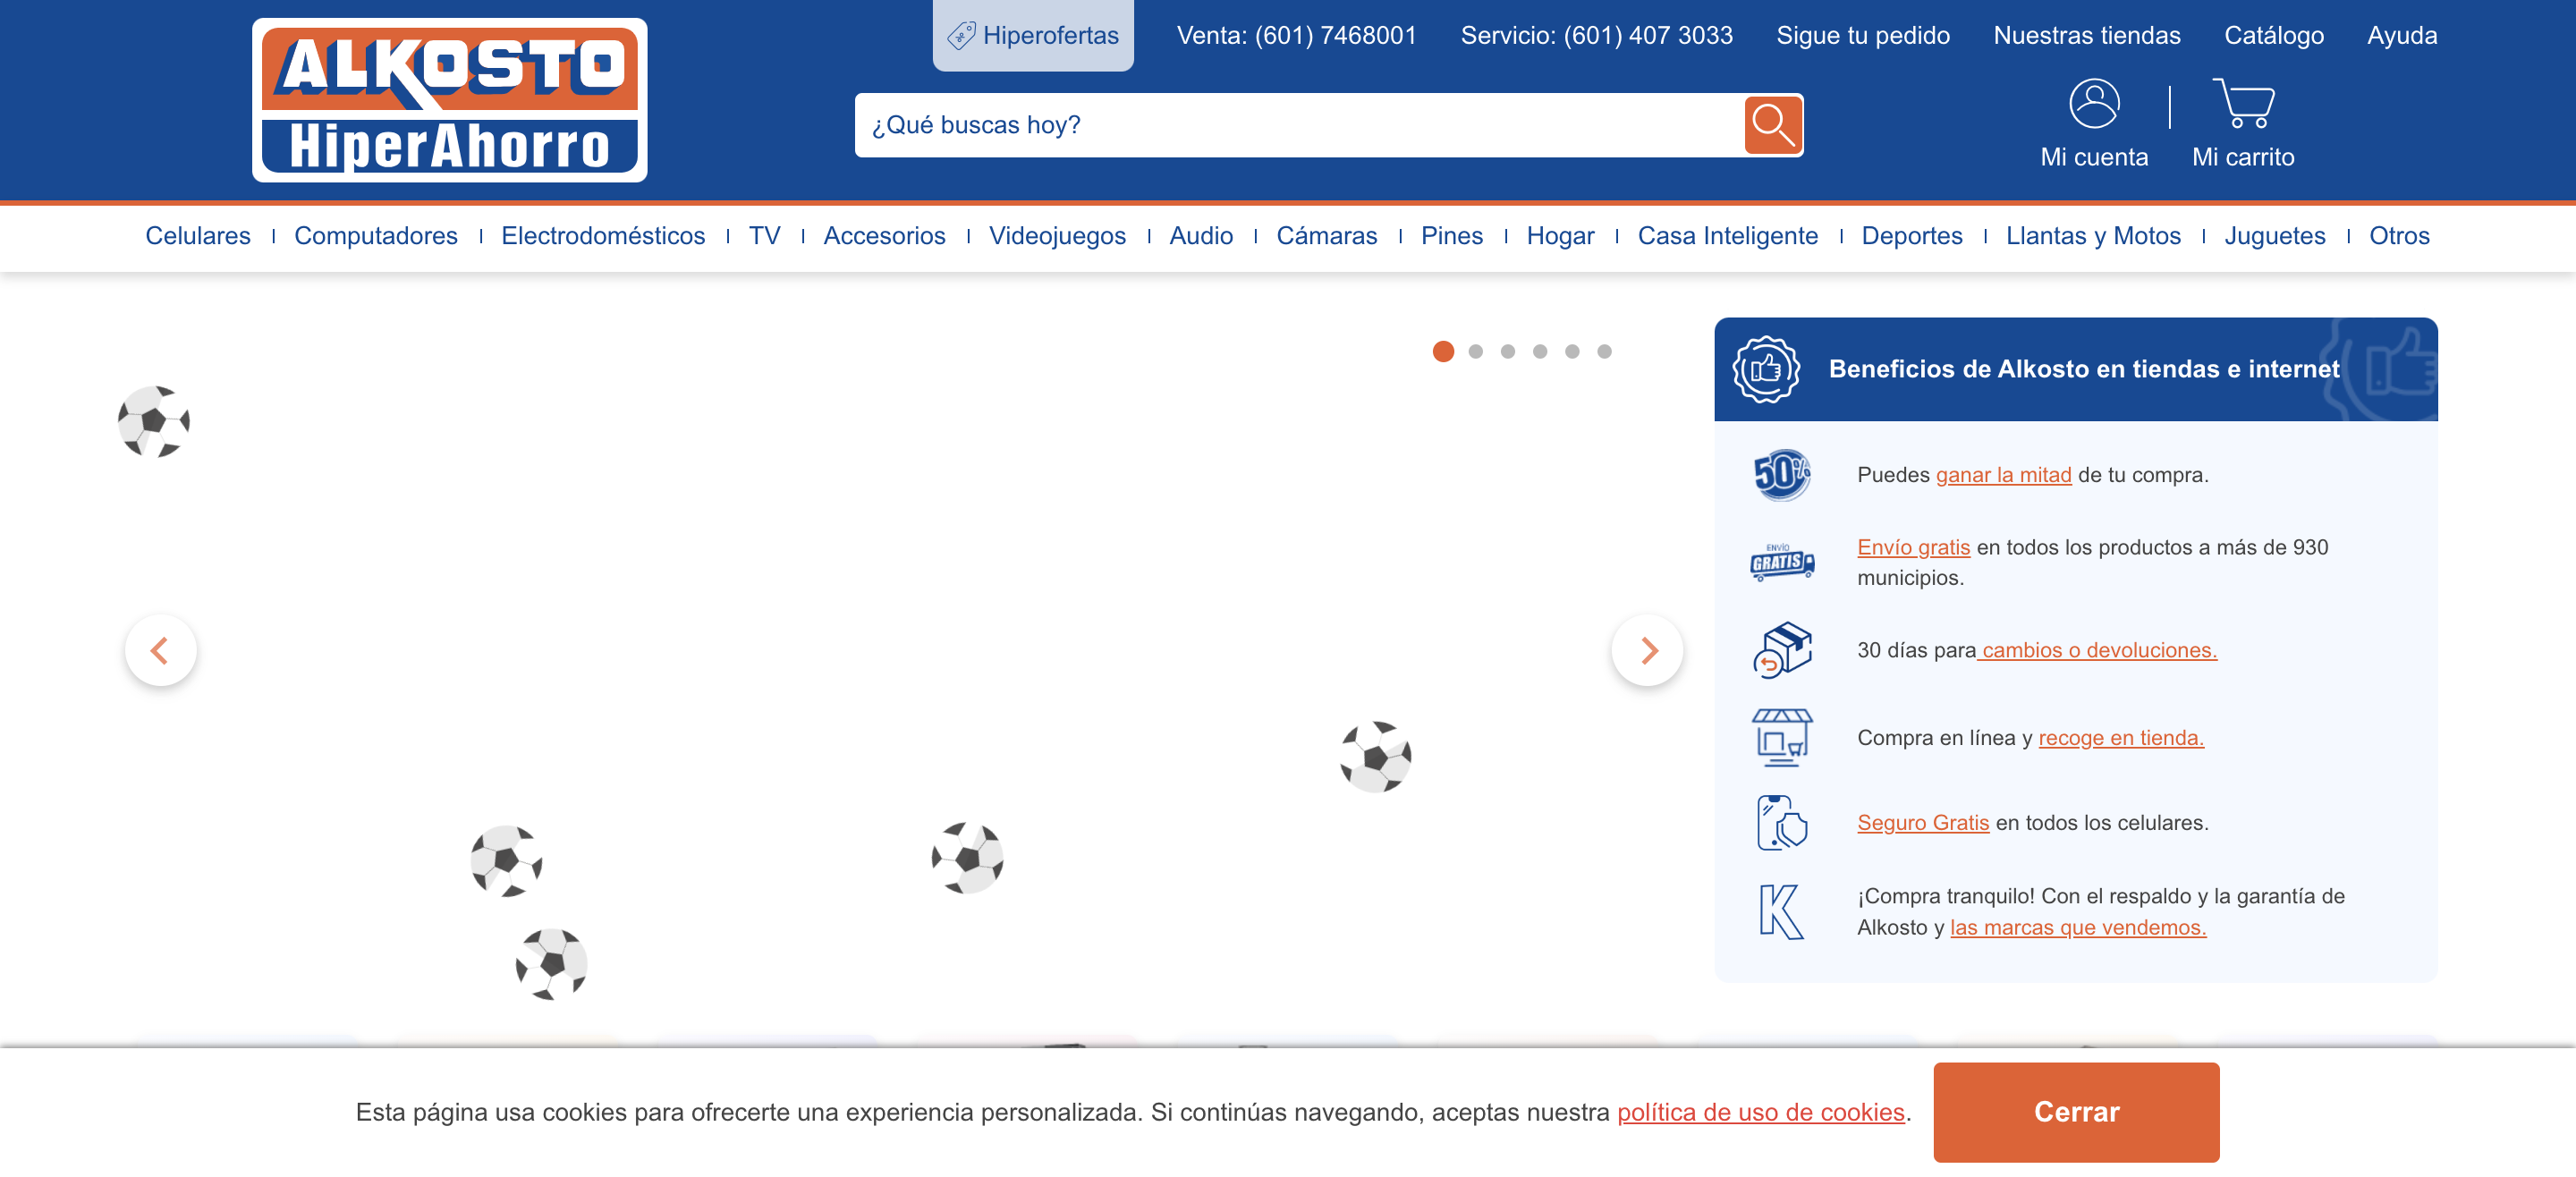 ALKOSTO
HiperAhorro
Hiperofertas
Venta: (601) 7468001
Servicio: (601) 407 3033
Sigue tu pedido
Nuestras tiendas
Catálogo
Ayuda
¿Qué buscas hoy?
Mi cuenta
Mi carrito
Celulares
Computadores
Electrodomésticos
TV
Accesorios
Videojuegos
Audio
Cámaras
Pines
Hogar
Casa Inteligente
Deportes
Llantas y Motos
Juguetes
Otros
Beneficios de Alkosto en tiendas e internet
50%
Puedes ganar la mitad de tu compra.
ENVÍO
GRATIS
Envío gratis en todos los productos a más de 930
municipios.
30 días para cambios o devoluciones.
Compra en línea y recoge en tienda.
Seguro Gratis en todos los celulares.
K
¡Compra tranquilo! Con el respaldo y la garantía de
Alkosto y las marcas que vendemos.
Esta página usa cookies para ofrecerte una experiencia personalizada. Si continúas navegando, aceptas nuestra política de uso de cookies.
Cerrar